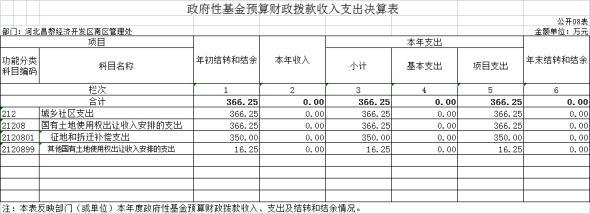 政府性基金预算财政拨款收入支出决算表
公开08表
部门：河北昌黎经济开发区南区管理处 金额单位：万元
项目 年初结转和结余 本年收入 本年支出 年末结转和结余
功能分类科目编码 科目名称 小计 基本支出 项目支出
栏次 1 2 3 4 5 6
合计 366.25 0.00 366.25 0.00 366.25 0.00
212 城乡社区支出 366.25 0.00 366.25 0.00 366.25 0.00
21208 国有土地使用权出让收入安排的支出 366.25 0.00 366.25 0.00 366.25 0.00
2120801 征地和拆迁补偿支出 350.00 0.00 350.00 0.00 350.00 0.00
2120899 其他国有土地使用权出让收入安排的支出 16.25 0.00 16.25 0.00 16.25 0.00
注：本表反映部门（或单位）本年度政府性基金预算财政拨款收入、支出及结转和结余情况。